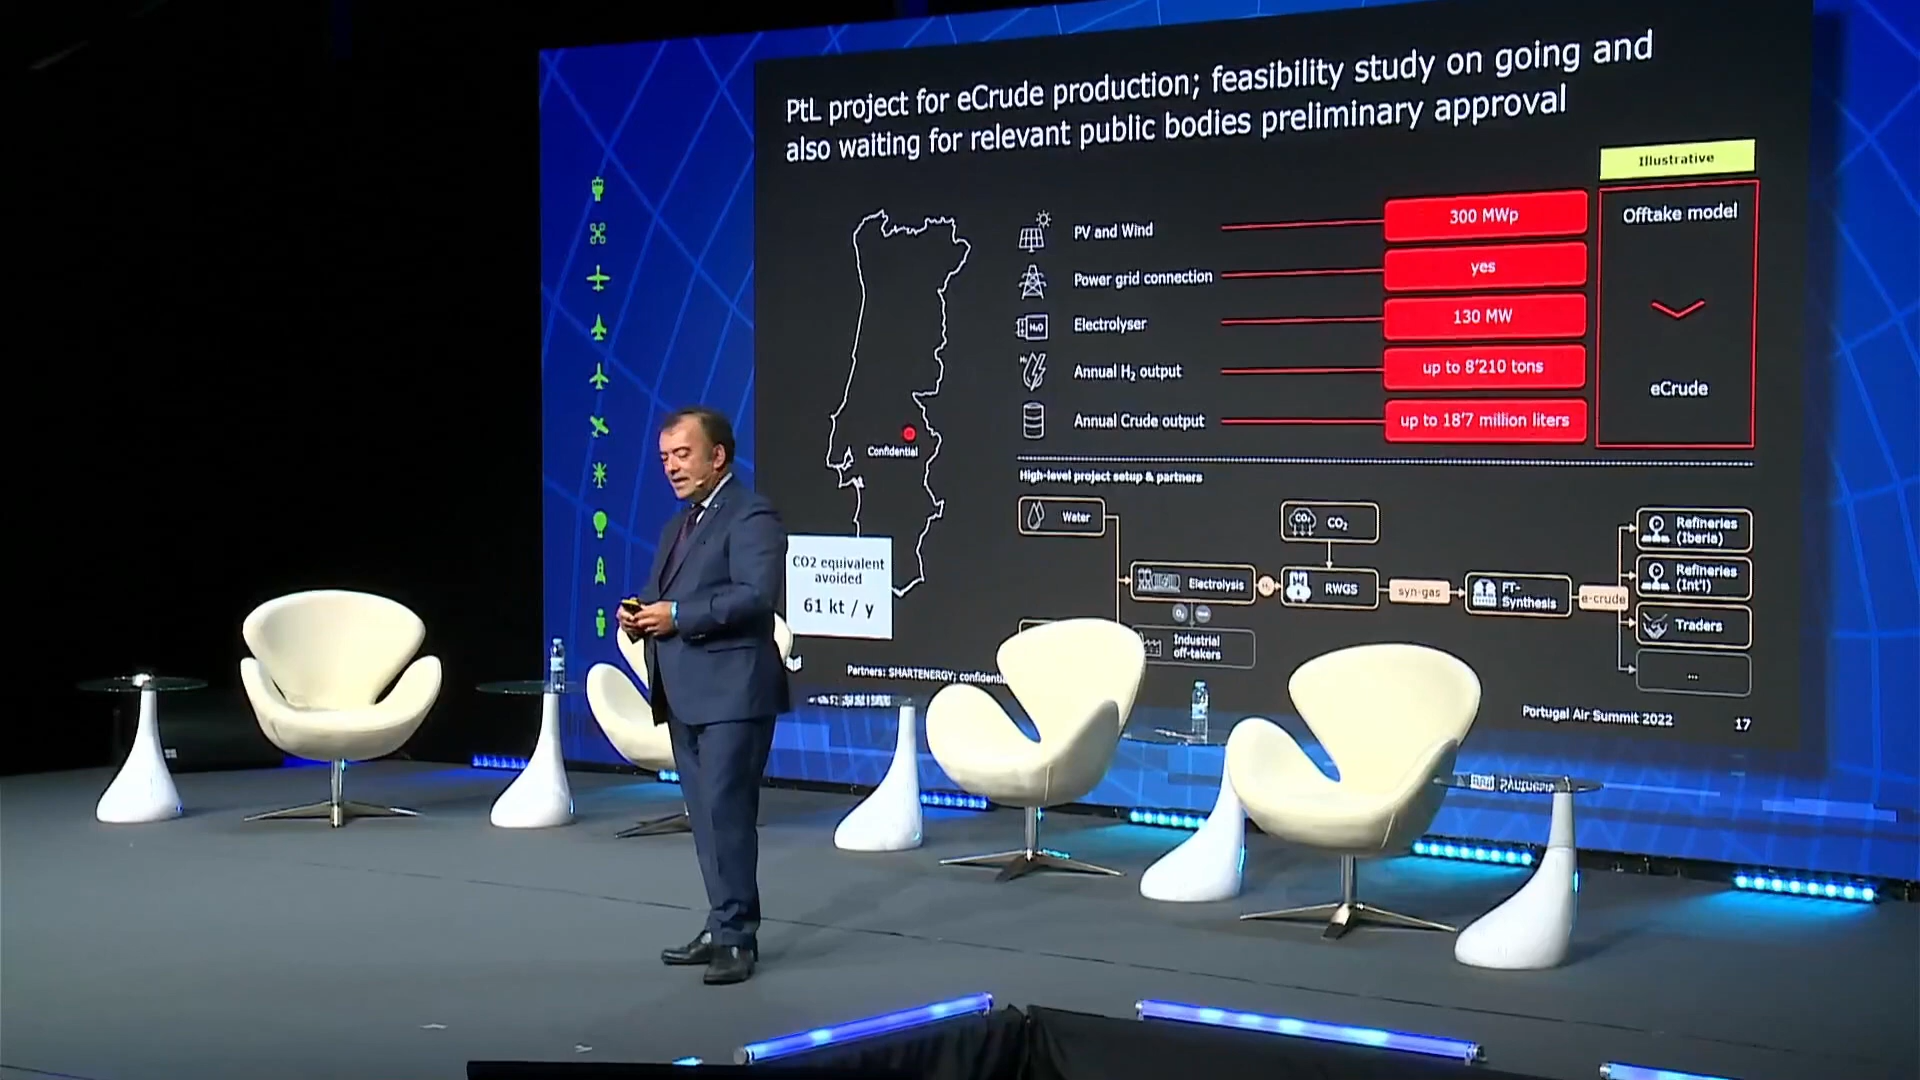 PtL project for eCrude production; feasibility study on going and
also waiting for relevant public bodies preliminary approval
Illustrative
PV and Wind
300 MWp
Offtake model
Power grid connection
yes
Electrolyser
130 MW
H₂O
Annual H₂ output
up to 8'210 tons
eCrude
Annual Crude output
up to 18'7 million liters
Confidential
High-level project setup & partners
Water
CO₂
CO₂
Electrolysis
RWGS
syn-gas
FT-
Synthesis
e-crude
Refineries
(Iberia)
Refineries
(Int'l)
Traders
...
O₂
Industrial
off-takers
CO2 equivalent
avoided
61 kt / y
Partners: SMARTENERGY;
Portugal Air Summit 2022
17